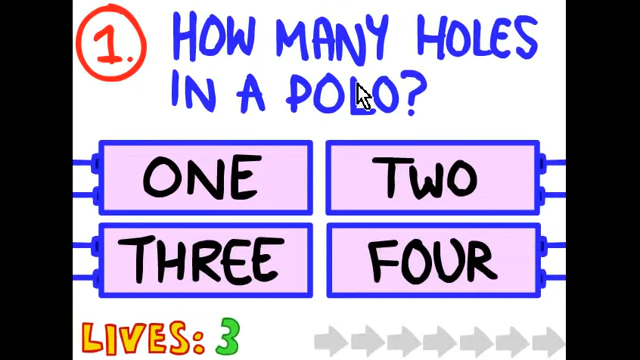 1. HOW MANY HOLES
IN A POLO?
ONE TWO
THREE FOUR
LIVES: 3